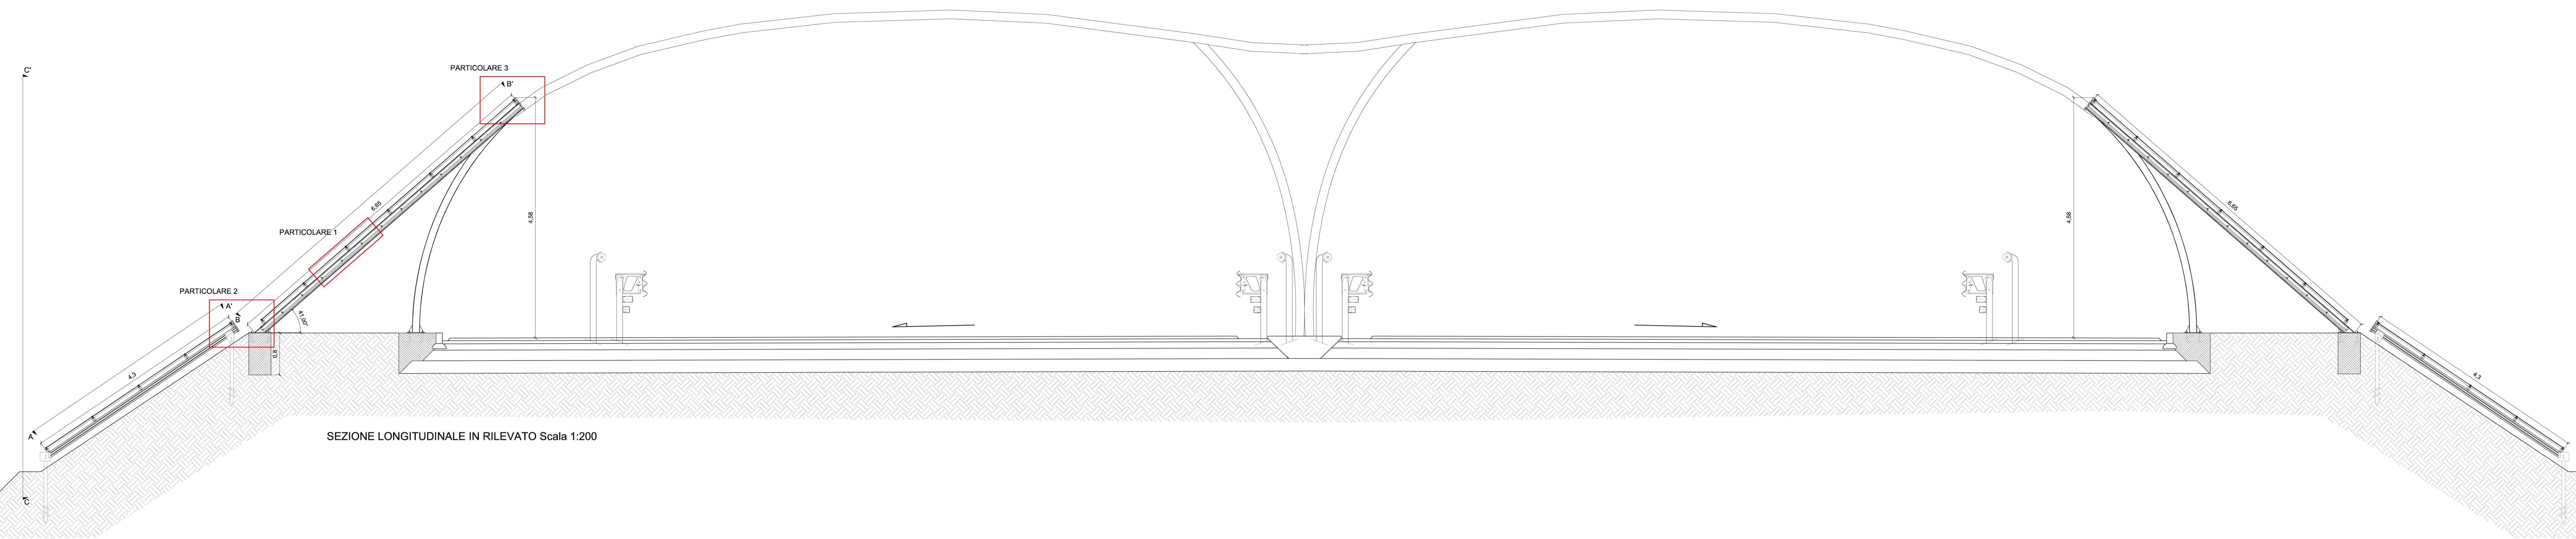 PARTICOLARE 3
C'
B'
6,65
4,58
4,58
6,65
PARTICOLARE 1
PARTICOLARE 2
A'
B
41,00°
0,8
4,3
4,3
A
SEZIONE LONGITUDINALE IN RILEVATO Scala 1:200
C